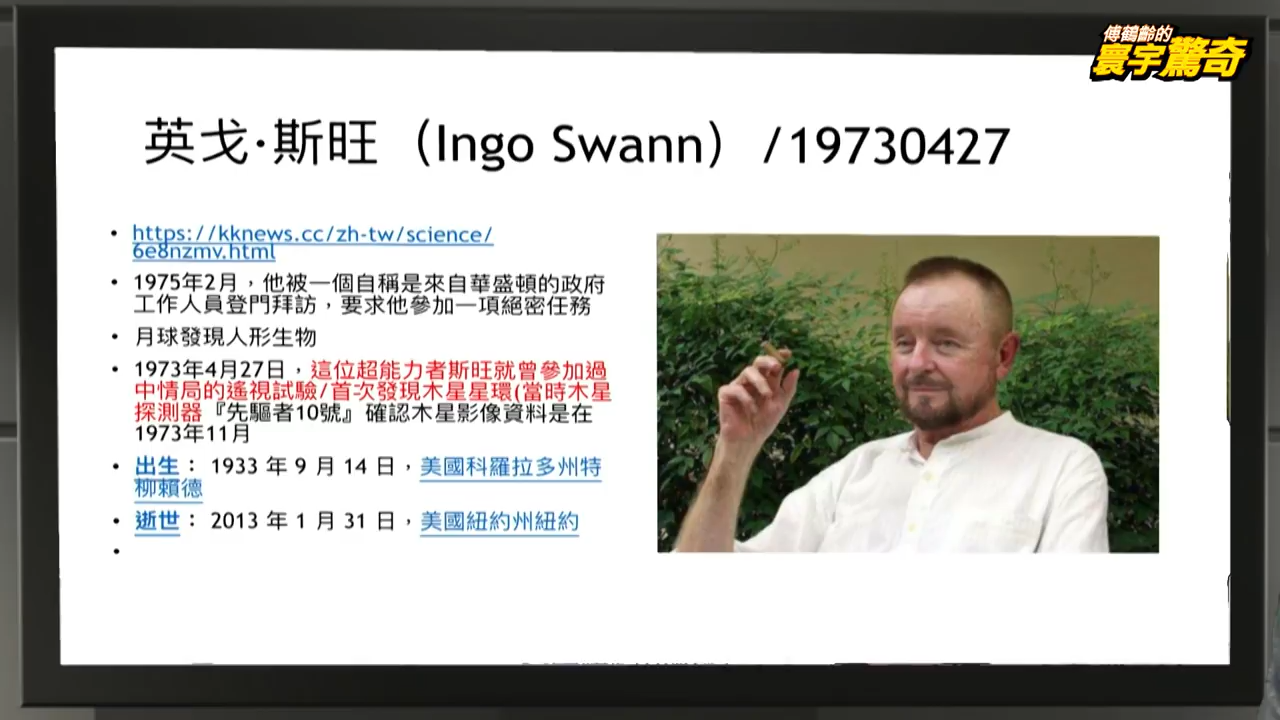 傅鶴齡的
寰宇驚奇
英戈·斯旺（Ingo Swann）/19730427
• https://kknews.cc/zh-tw/science/
6e8nzmv.html
• 1975年2月，他被一個自稱是來自華盛頓的政府
工作人員登門拜訪，要求他參加一項絕密任務
• 月球發現人形生物
• 1973年4月27日，這位超能力者斯旺就曾參加過
中情局的遙視試驗/首次發現木星星環(當時木星
探測器『先驅者10號』確認木星影像資料是在
1973年11月
• 出生： 1933 年 9 月 14 日，美國科羅拉多州特
柳賴德
• 逝世： 2013 年 1 月 31 日，美國紐約州紐約
•